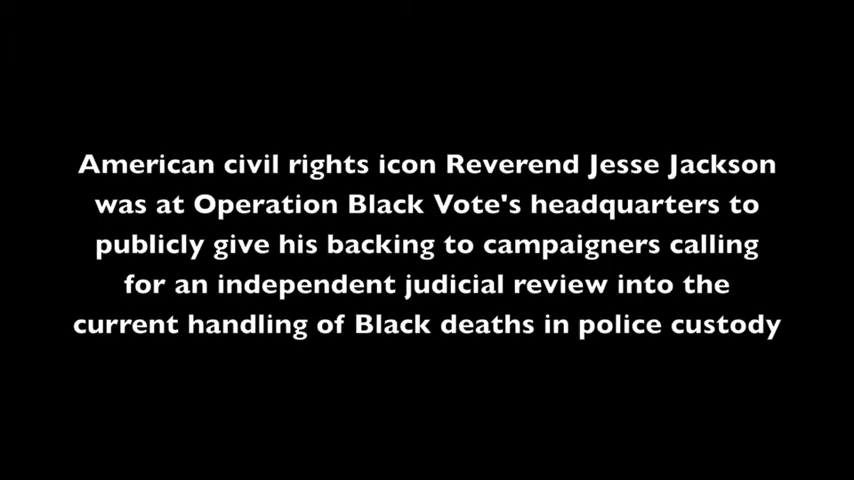 American civil rights icon Reverend Jesse Jackson
was at Operation Black Vote's headquarters to
publicly give his backing to campaigners calling
for an independent judicial review into the
current handling of Black deaths in police custody